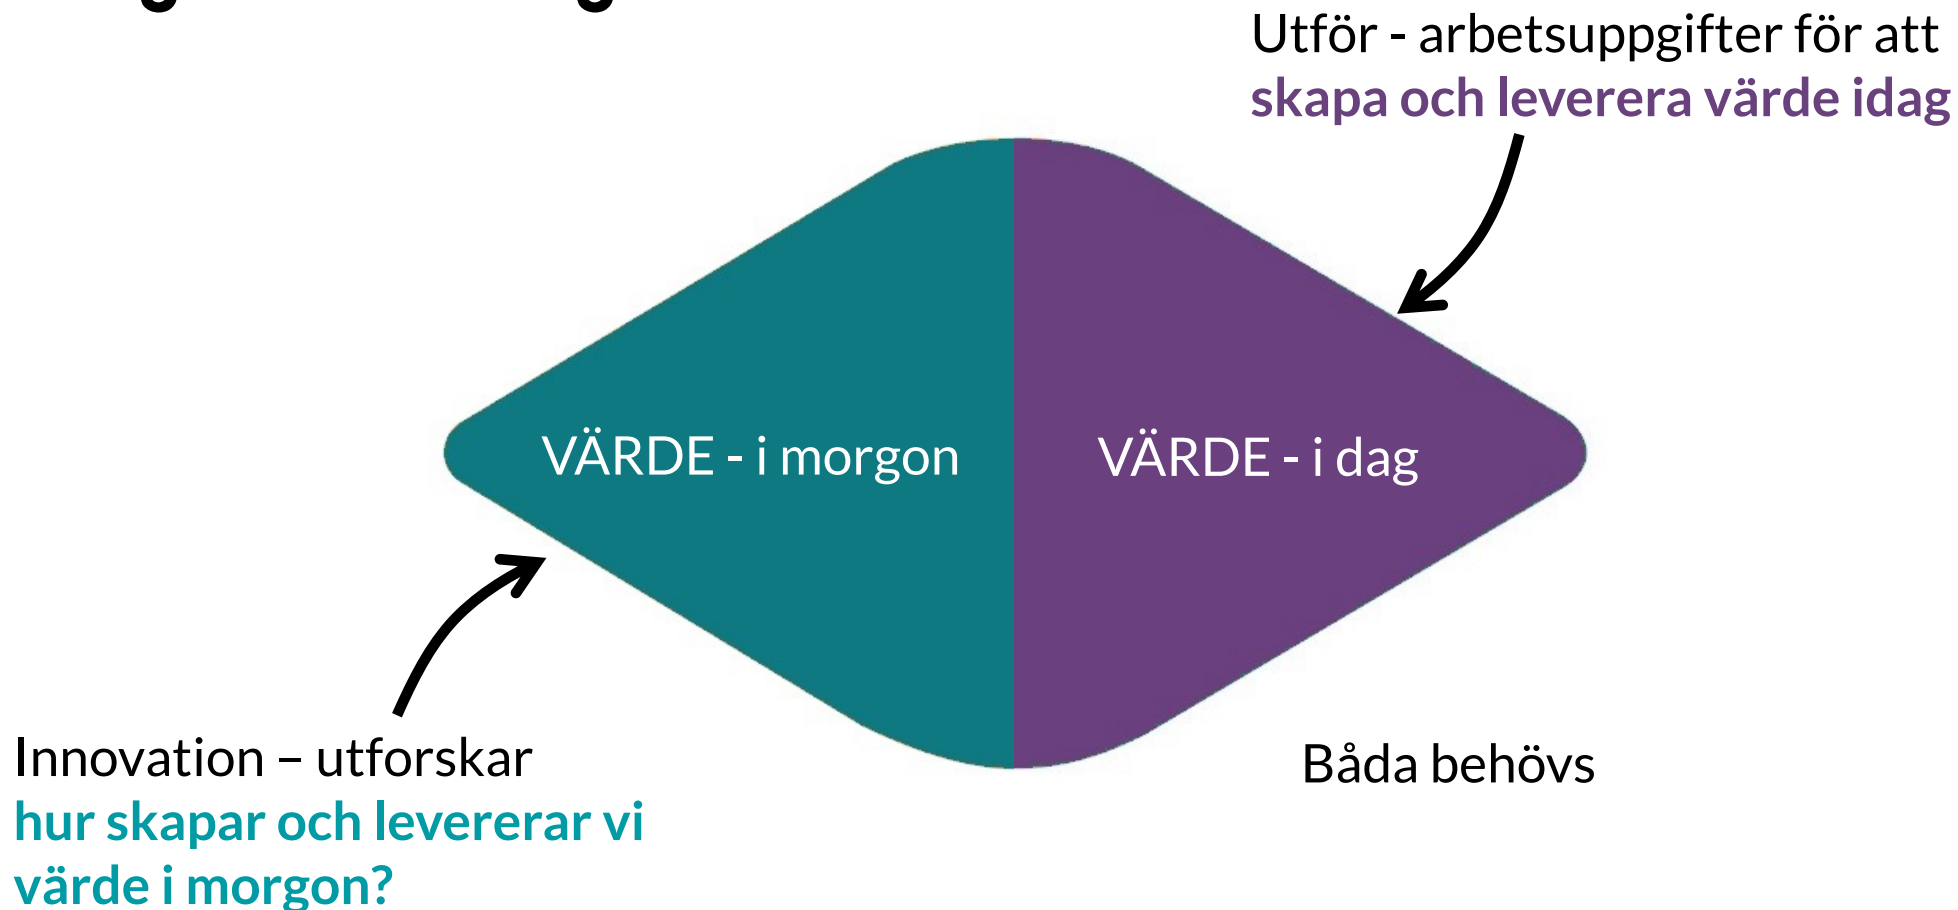 Utför - arbetsuppgifter för att
skapa och leverera värde idag
VÄRDE - i morgon
VÄRDE - i dag
Innovation – utforskar
hur skapar och levererar vi
värde i morgon?
Båda behövs